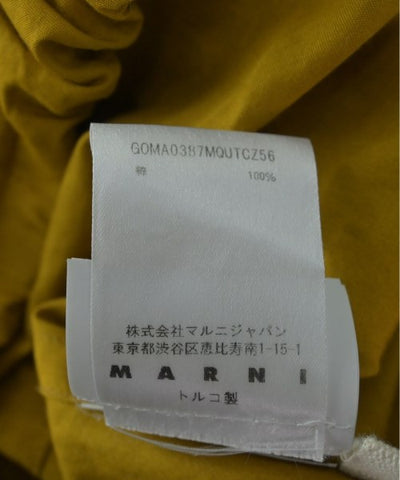 GOMA0387MQUTCZ56
綿 100%
株式会社マルニジャパン
東京都渋谷区恵比寿南1-15-1
MARNI
トルコ製